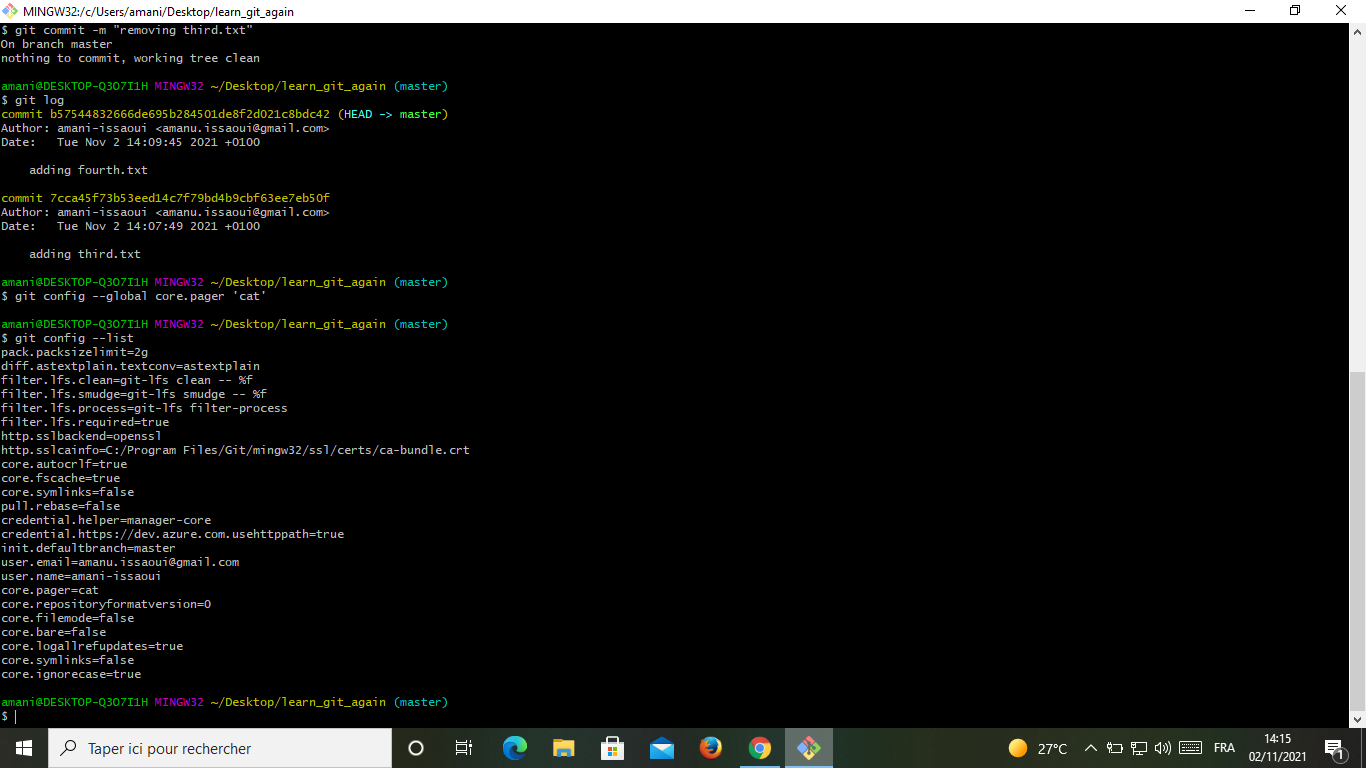 MINGW32:/c/Users/amani/Desktop/learn_git_again
$ git commit -m "removing third.txt"
On branch master
nothing to commit, working tree clean
amani@DESKTOP-Q3O7I1H MINGW32 ~/Desktop/learn_git_again (master)
$ git log
commit b57544832666de695b284501de8f2d021c8bdc42 (HEAD -> master)
Author: amani-issaoui <amanu.issaoui@gmail.com>
Date:   Tue Nov 2 14:09:45 2021 +0100
    adding fourth.txt
commit 7cca45f73b53eed14c7f79bd4b9cbf63ee7eb50f
Author: amani-issaoui <amanu.issaoui@gmail.com>
Date:   Tue Nov 2 14:07:49 2021 +0100
    adding third.txt
amani@DESKTOP-Q3O7I1H MINGW32 ~/Desktop/learn_git_again (master)
$ git config --global core.pager 'cat'
amani@DESKTOP-Q3O7I1H MINGW32 ~/Desktop/learn_git_again (master)
$ git config --list
pack.packsizelimit=2g
diff.astextplain.textconv=astextplain
filter.lfs.clean=git-lfs clean -- %f
filter.lfs.smudge=git-lfs smudge -- %f
filter.lfs.process=git-lfs filter-process
filter.lfs.required=true
http.sslbackend=openssl
http.sslcainfo=C:/Program Files/Git/mingw32/ssl/certs/ca-bundle.crt
core.autocrlf=true
core.fscache=true
core.symlinks=false
pull.rebase=false
credential.helper=manager-core
credential.https://dev.azure.com.usehttppath=true
init.defaultbranch=master
user.email=amanu.issaoui@gmail.com
user.name=amani-issaoui
core.pager=cat
core.repositoryformatversion=0
core.filemode=false
core.bare=false
core.logallrefupdates=true
core.symlinks=false
core.ignorecase=true
amani@DESKTOP-Q3O7I1H MINGW32 ~/Desktop/learn_git_again (master)
$
Taper ici pour rechercher
27°C
FRA
14:15
02/11/2021
1